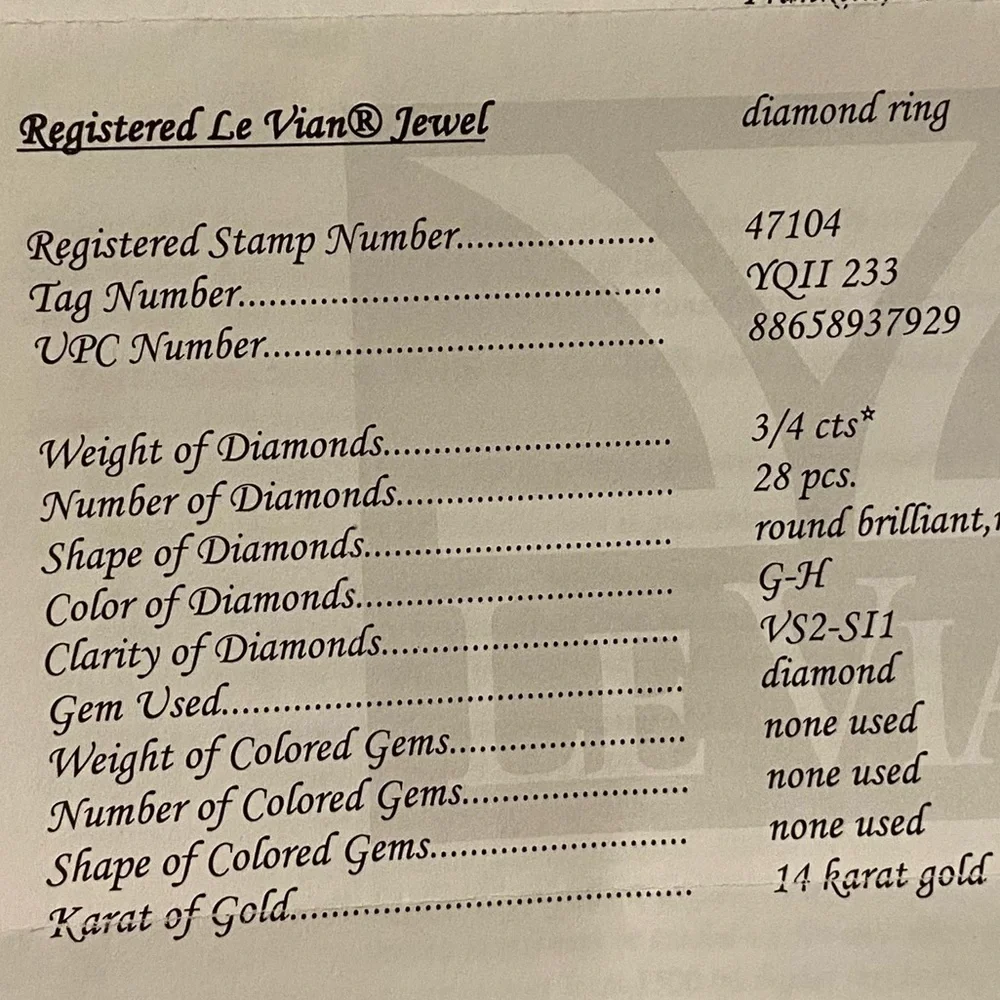 Registered Le Vian® Jewel diamond ring
Registered Stamp Number.................... 47104
Tag Number.......................................... YQII 233
UPC Number........................................ 88658937929
Weight of Diamonds............................. 3/4 cts*
Number of Diamonds............................ 28 pcs.
Shape of Diamonds............................... round brilliant,
Color of Diamonds................................ G-H
Clarity of Diamonds.............................. VS2-SI1
Gem Used.............................................. diamond
Weight of Colored Gems........................ none used
Number of Colored Gems....................... none used
Shape of Colored Gems.......................... none used
Karat of Gold........................................ 14 karat gold
LE VIA